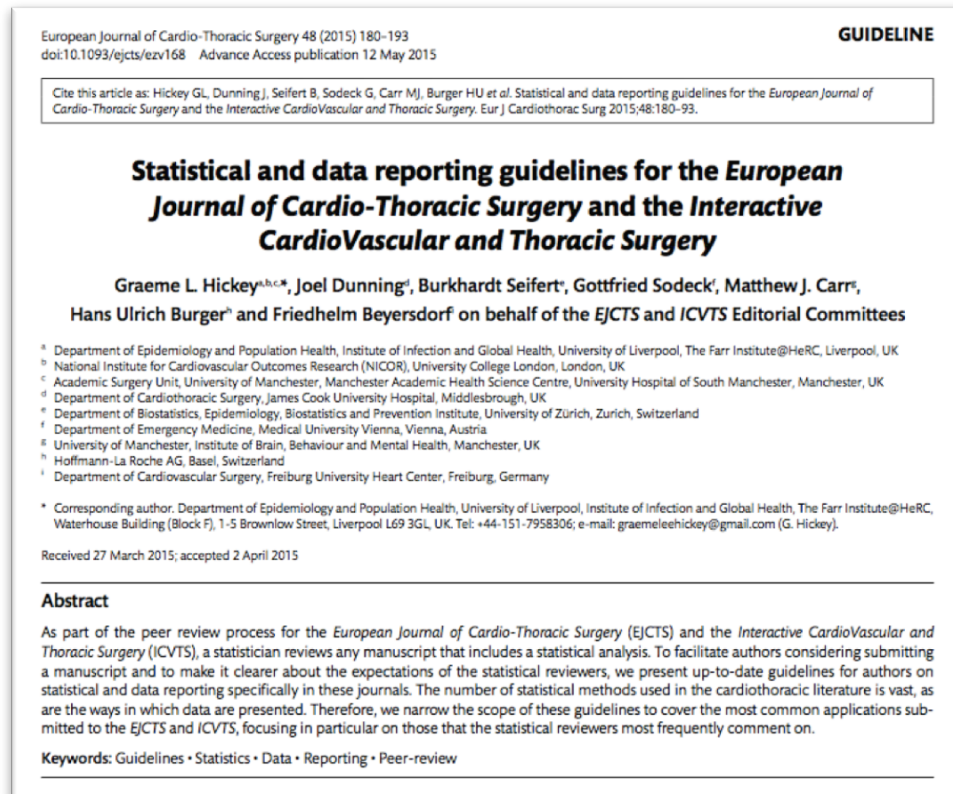 European Journal of Cardio-Thoracic Surgery 48 (2015) 180–193
GUIDELINE
doi:10.1093/ejcts/ezv168 Advance Access publication 12 May 2015
Cite this article as: Hickey GL, Dunning J, Seifert B, Sodeck G, Carr MJ, Burger HU et al. Statistical and data reporting guidelines for the European Journal of
Cardio-Thoracic Surgery and the Interactive CardioVascular and Thoracic Surgery. Eur J Cardiothorac Surg 2015;48:180–93.
Statistical and data reporting guidelines for the European
Journal of Cardio-Thoracic Surgery and the Interactive
CardioVascular and Thoracic Surgery
Graeme L. Hickey a,b,c,*, Joel Dunning d, Burkhardt Seifert e, Gottfried Sodeck f, Matthew J. Carr g,
Hans Ulrich Burger h and Friedhelm Beyersdorf i on behalf of the EJCTS and ICVTS Editorial Committees
a Department of Epidemiology and Population Health, Institute of Infection and Global Health, University of Liverpool, The Farr Institute@HeRC, Liverpool, UK
b National Institute for Cardiovascular Outcomes Research (NICOR), University College London, London, UK
c Academic Surgery Unit, University of Manchester, Manchester Academic Health Science Centre, University Hospital of South Manchester, Manchester, UK
d Department of Cardiothoracic Surgery, James Cook University Hospital, Middlesbrough, UK
e Department of Biostatistics, Epidemiology, Biostatistics and Prevention Institute, University of Zürich, Zurich, Switzerland
f Department of Emergency Medicine, Medical University Vienna, Vienna, Austria
g University of Manchester, Institute of Brain, Behaviour and Mental Health, Manchester, UK
h Hoffmann-La Roche AG, Basel, Switzerland
i Department of Cardiovascular Surgery, Freiburg University Heart Center, Freiburg, Germany
* Corresponding author. Department of Epidemiology and Population Health, University of Liverpool, Institute of Infection and Global Health, The Farr Institute@HeRC,
Waterhouse Building (Block F), 1-5 Brownlow Street, Liverpool L69 3GL, UK. Tel: +44-151-7958306; e-mail: graemeleehickey@gmail.com (G. Hickey).
Received 27 March 2015; accepted 2 April 2015
Abstract
As part of the peer review process for the European Journal of Cardio-Thoracic Surgery (EJCTS) and the Interactive CardioVascular and
Thoracic Surgery (ICVTS), a statistician reviews any manuscript that includes a statistical analysis. To facilitate authors considering submitting
a manuscript and to make it clearer about the expectations of the statistical reviewers, we present up-to-date guidelines for authors on
statistical and data reporting specifically in these journals. The number of statistical methods used in the cardiothoracic literature is vast, as
are the ways in which data are presented. Therefore, we narrow the scope of these guidelines to cover the most common applications sub-
mitted to the EJCTS and ICVTS, focusing in particular on those that the statistical reviewers most frequently comment on.
Keywords: Guidelines • Statistics • Data • Reporting • Peer-review